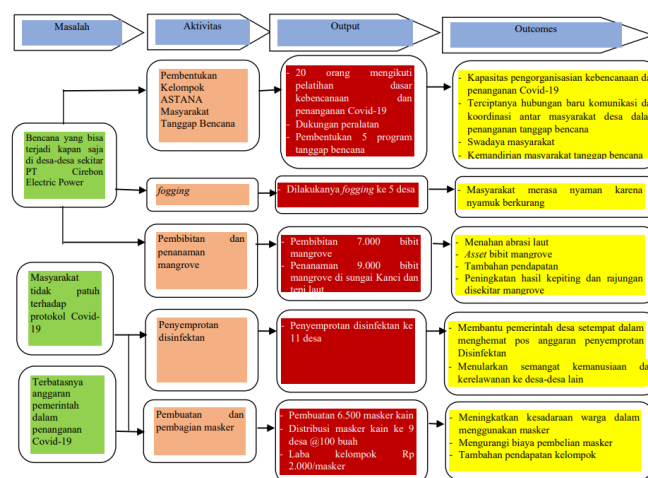 Masalah
Aktivitas
Output
Outcomes
Bencana yang bisa
terjadi kapan saja
di desa-desa sekitar
PT Cirebon
Electric Power
Masyarakat
tidak patuh
terhadap
protokol Covid-
19
Terbatasnya
anggaran
pemerintah
dalam
penanganan
Covid-19
Pembentukan
Kelompok
ASTANA
Masyarakat
Tanggap Bencana
fogging
Pembibitan dan
penanaman
mangrove
Penyemprotan
disinfektan
Pembuatan dan
pembagian masker
- 20 orang mengikuti
pelatihan dasar
kebencanaan dan
penanganan Covid-19
- Dukungan peralatan
- Pembentukan 5 program
tanggap bencana
- Dilakukanya fogging ke 5 desa
- Pembibitan 7.000 bibit
mangrove
- Penanaman 9.000 bibit
mangrove di sungai Kanci dan
tepi laut
- Penyemprotan disinfektan ke
11 desa
- Pembuatan 6.500 masker kain
- Distribusi masker kain ke 9
desa @100 buah
- Laba kelompok Rp
2.000/masker
- Kapasitas pengorganisasian kebencanaan da
penanganan Covid-19
- Terciptanya hubungan baru komunikasi da
koordinasi antar masyarakat desa dalam
penanganan tanggap bencana
- Swadaya masyarakat
- Kemandirian masyarakat tanggap bencana
- Masyarakat merasa nyaman karena
nyamuk berkurang
- Menahan abrasi laut
- Asset bibit mangrove
- Tambahan pendapatan
- Peningkatan hasil kepiting dan rajungan
disekitar mangrove
- Membantu pemerintah desa setempat dalam
menghemat pos anggaran penyemprotan
Disinfektan
- Menularkan semangat kemanusiaan da
kerelawanan ke desa-desa lain
- Meningkatkan kesadaraan warga dalam
menggunakan masker
- Mengurangi biaya pembelian masker
- Tambahan pendapatan kelompok